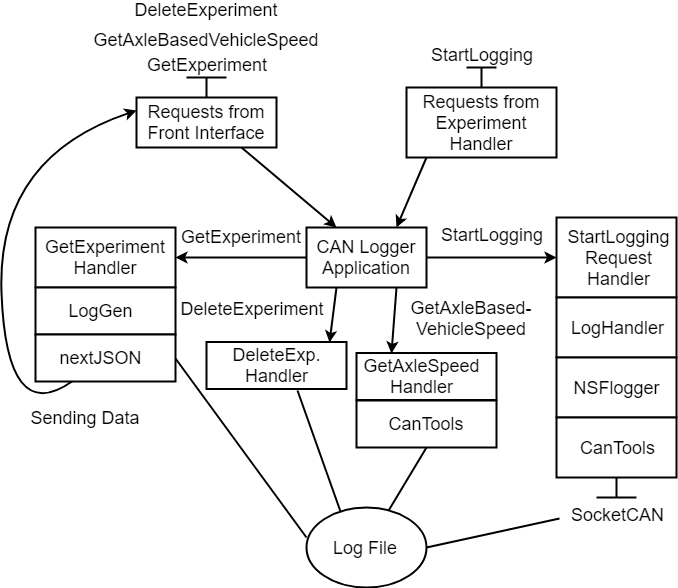 DeleteExperiment
GetAxleBasedVehicleSpeed
GetExperiment
StartLogging
Requests from
Front Interface
Requests from
Experiment
Handler
GetExperiment
Handler
LogGen
nextJSON
GetExperiment
CAN Logger
Application
StartLogging
StartLogging
Request
Handler
LogHandler
NSFlogger
CanTools
DeleteExperiment
GetAxleBased-
VehicleSpeed
DeleteExp.
Handler
GetAxleSpeed
Handler
CanTools
Sending Data
SocketCAN
Log File